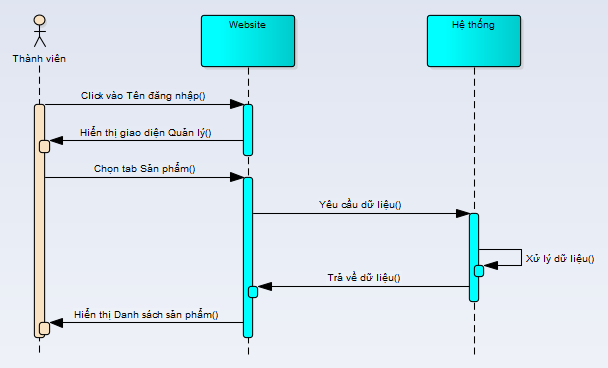 Website
Hệ thống
Thành viên
Click vào Tên đăng nhập()
Hiển thị giao diện Quản lý()
Chọn tab Sản phẩm()
Yêu cầu dữ liệu()
Xử lý dữ liệu()
Trả về dữ liệu()
Hiển thị Danh sách sản phẩm()